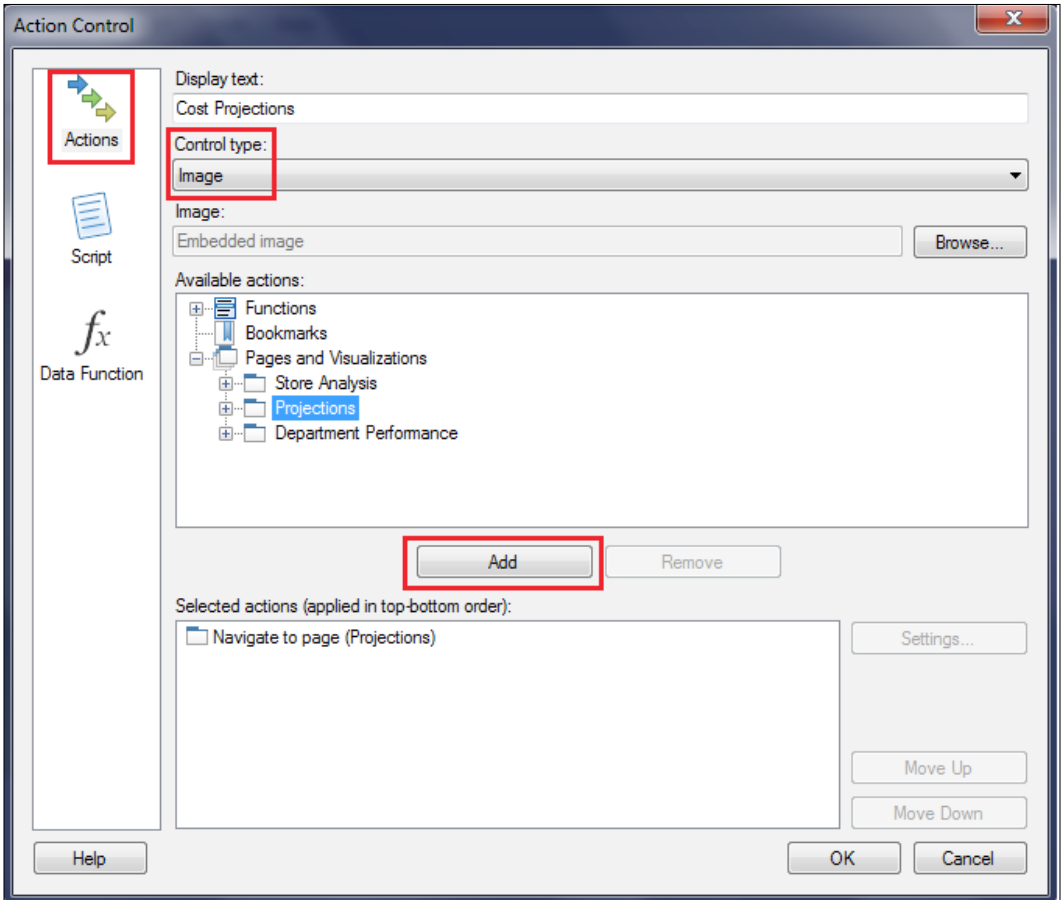 Action Control
Actions
Script
fx
Data Function
Display text:
Cost Projections
Control type:
Image
Image:
Embedded image
Browse...
Available actions:
Functions
Bookmarks
Pages and Visualizations
Store Analysis
Projections
Department Performance
Add
Remove
Selected actions (applied in top-bottom order):
Navigate to page (Projections)
Settings...
Move Up
Move Down
Help
OK
Cancel